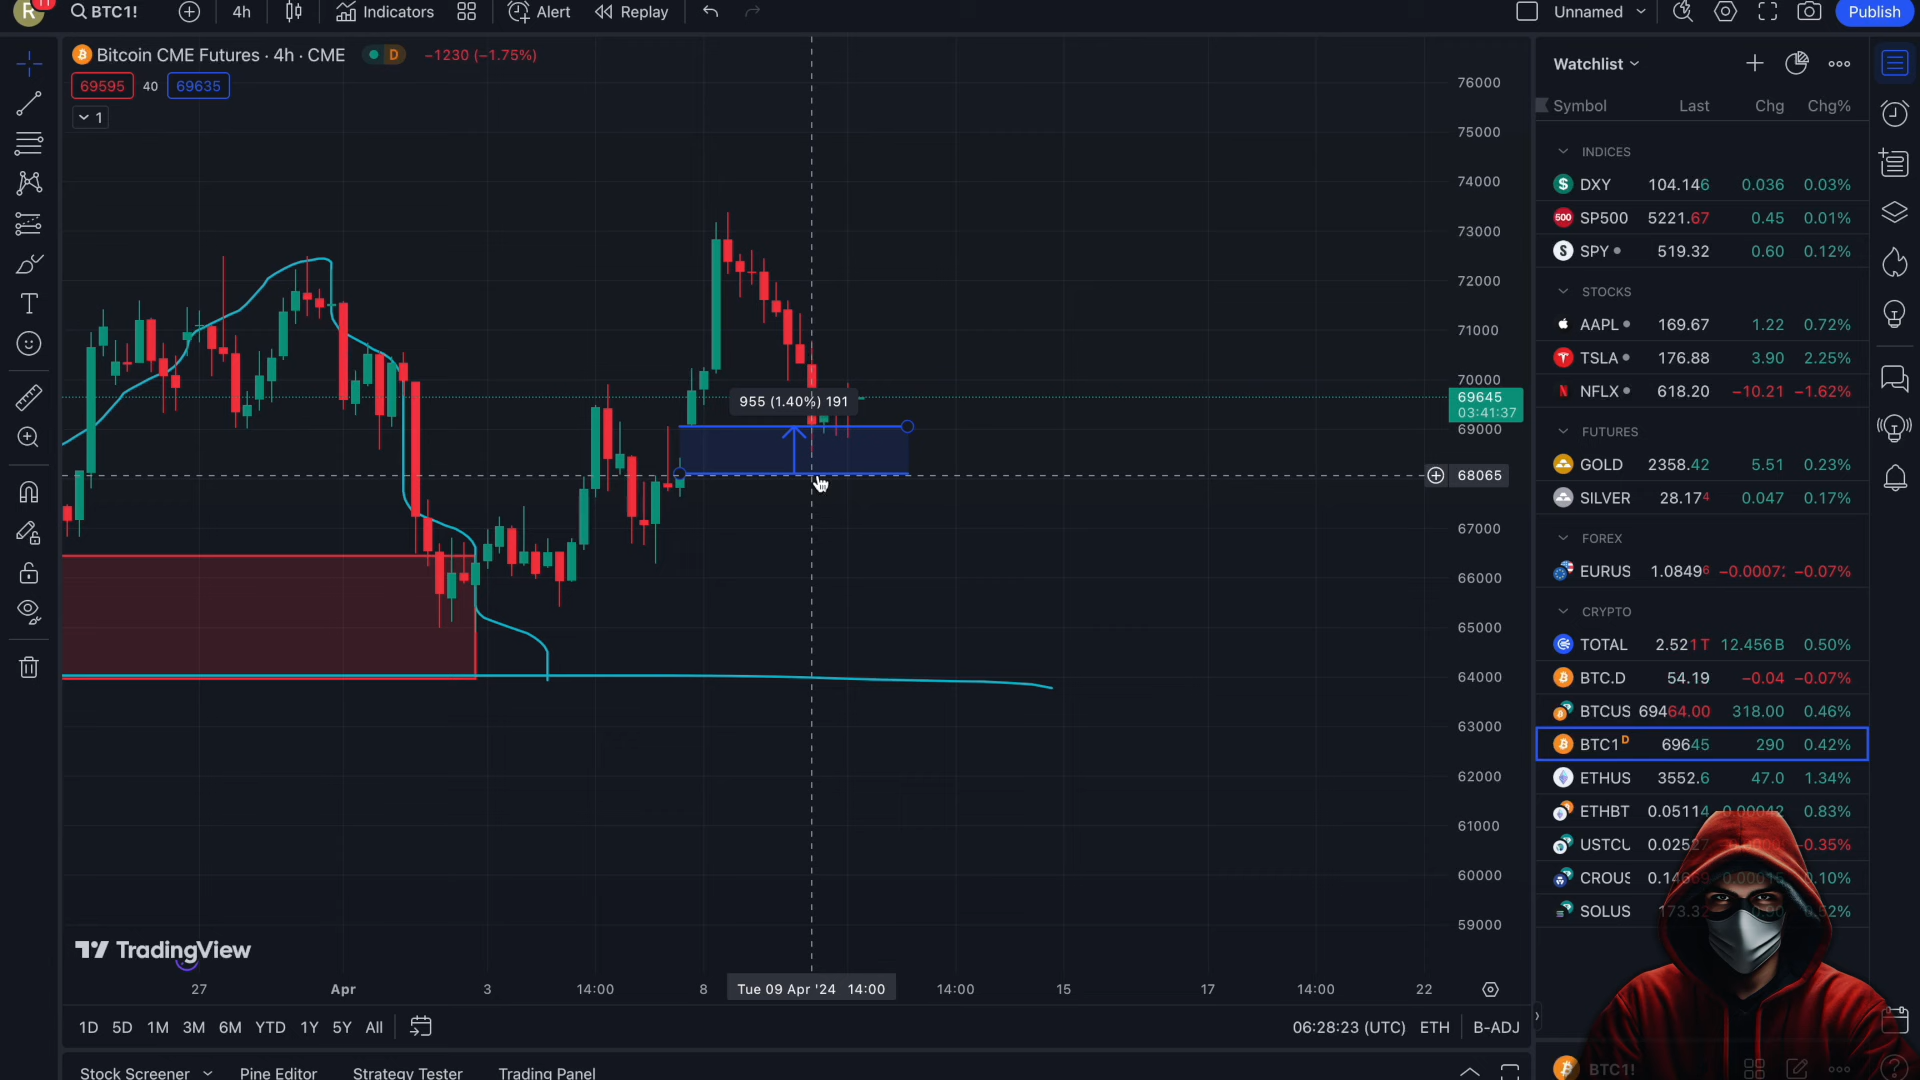 R
11
BTC1!
4h
Indicators
Alert
Replay
Unnamed
Publish
Bitcoin CME Futures · 4h · CME
D
−1230 (−1.75%)
69595
40
69635
1
955 (1.40%) 191
76000
75000
74000
73000
72000
71000
70000
69645
03:41:37
69000
68065
67000
66000
65000
64000
63000
62000
61000
60000
59000
TradingView
27
Apr
3
14:00
8
Tue 09 Apr '24 14:00
14:00
15
17
14:00
22
1D 5D 1M 3M 6M YTD 1Y 5Y All
06:28:23 (UTC) ETH B-ADJ
Stock Screener
Pine Editor
Strategy Tester
Trading Panel
Watchlist
Symbol Last Chg Chg%
INDICES
DXY 104.146 0.036 0.03%
SP500 5221.67 0.45 0.01%
SPY 519.32 0.60 0.12%
STOCKS
AAPL 169.67 1.22 0.72%
TSLA 176.88 3.90 2.25%
NFLX 618.20 −10.21 −1.62%
FUTURES
GOLD 2358.42 5.51 0.23%
SILVER 28.174 0.047 0.17%
FOREX
EURUS 1.08496 −0.0007 −0.07%
CRYPTO
TOTAL 2.521T 12.456B 0.50%
BTC.D 54.19 −0.04 −0.07%
BTCUS 69464.00 318.00 0.46%
BTC1 D 69645 290 0.42%
ETHUS 3552.6 47.0 1.34%
ETHBT 0.05114 0.00042 0.83%
USTCU −0.35%
CROUS
SOLUS
BTC1!